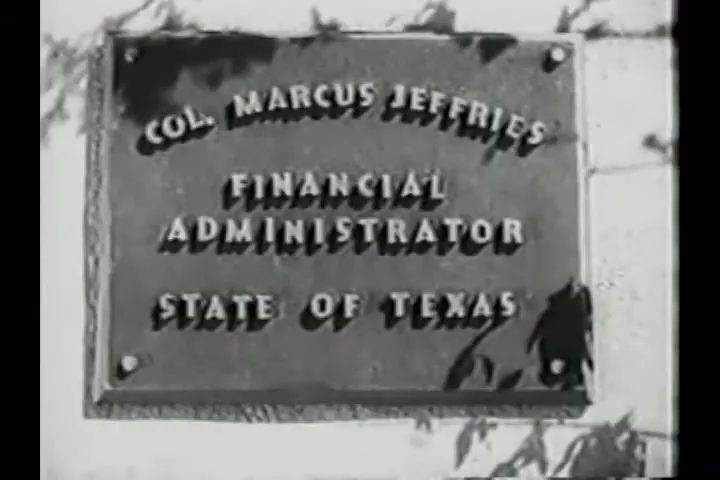 COL. MARCUS JEFFRIES
FINANCIAL
ADMINISTRATOR
STATE OF TEXAS